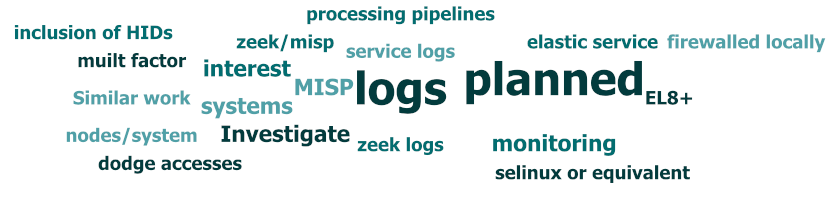 processing pipelines
inclusion of HIDs
zeek/misp
elastic service
firewalled locally
service logs
muilt factor
interest
planned
MISP
logs
Similar work
systems
EL8+
nodes/system
Investigate
zeek logs
monitoring
dodge accesses
selinux or equivalent